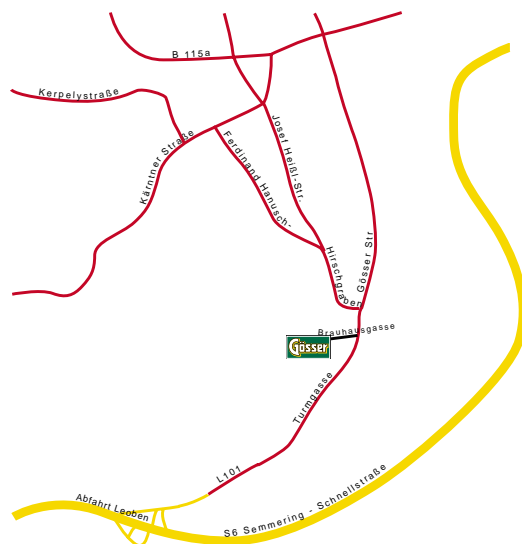 B 115a
Kerpelystraße
Kärntner Straße
Ferdinand Hanusch-
Josef Heißl-Str.
Hirschgraben
Gösser Str
Brauhausgasse
Gösser
Turmgasse
L101
Abfahrt Leoben
S6 Semmering - Schnellstraße